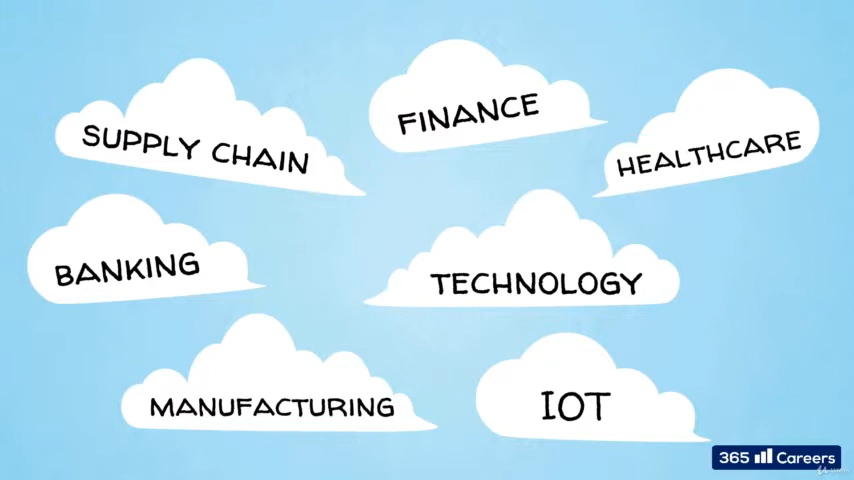 FINANCE
SUPPLY CHAIN
HEALTHCARE
BANKING
TECHNOLOGY
MANUFACTURING
IOT
365 Careers